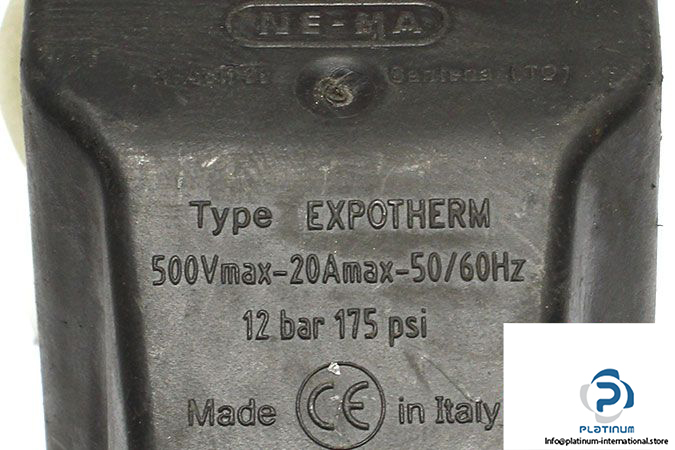 NE-MA
(TO)
Type EXPOTHERM
500Vmax-20Amax-50/60Hz
12 bar 175 psi
Made CE in Italy
PLATINUM
Info@platinum-international.store